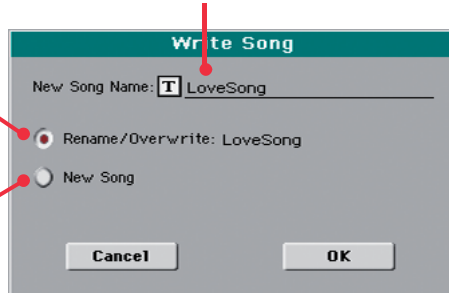 Write Song
New Song Name: T LoveSong
Rename/Overwrite: LoveSong
New Song
Cancel OK